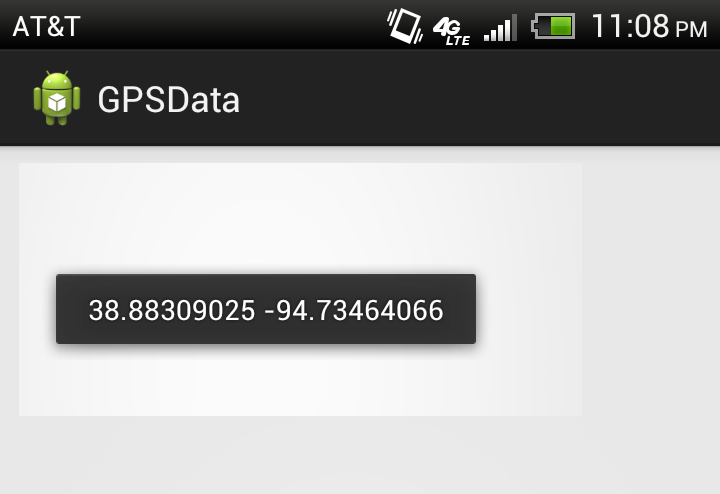 AT&T 4G LTE 11:08 PM
GPSData
38.88309025 -94.73464066